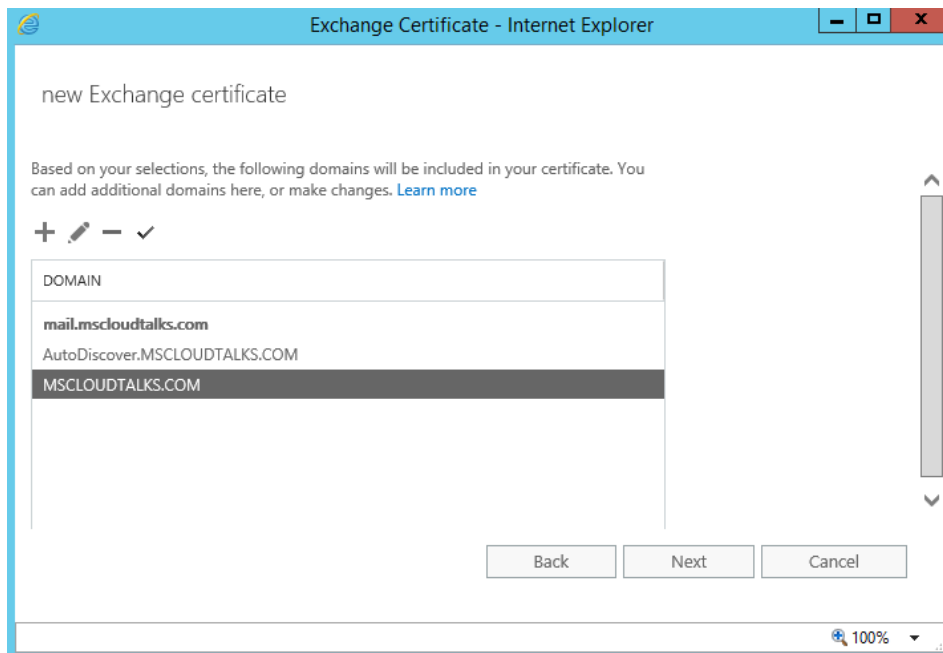 Exchange Certificate - Internet Explorer
new Exchange certificate
Based on your selections, the following domains will be included in your certificate. You
can add additional domains here, or make changes. Learn more
DOMAIN
mail.mscloudtalks.com
AutoDiscover.MSCLOUDTALKS.COM
MSCLOUDTALKS.COM
Back Next Cancel
100%